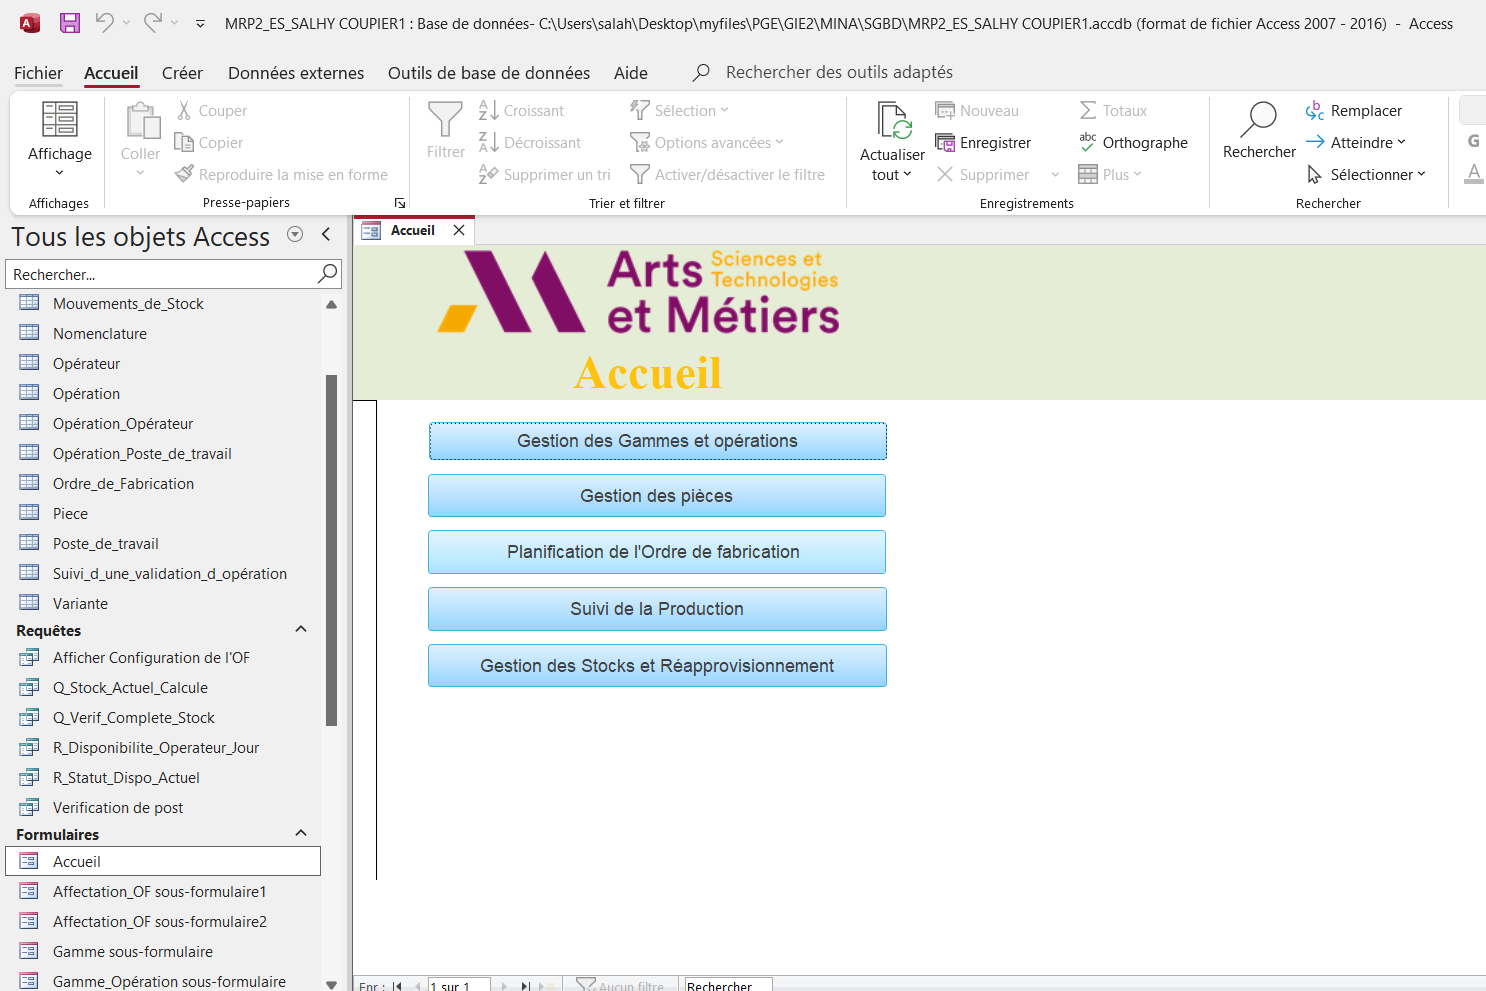 MRP2_ES_SALHY COUPIER1 : Base de données- C:\Users\salah\Desktop\myfiles\PGE\GIE2\MINA\SGBD\MRP2_ES_SALHY COUPIER1.accdb (format de fichier Access 2007 - 2016) - Access
Fichier Accueil Créer Données externes Outils de base de données Aide Rechercher des outils adaptés
Affichage
Affichages
Coller
Couper
Copier
Reproduire la mise en forme
Presse-papiers
Filtrer
Croissant
Décroissant
Supprimer un tri
Sélection
Options avancées
Activer/désactiver le filtre
Trier et filtrer
Actualiser
tout
Nouveau
Enregistrer
Supprimer
Totaux
Orthographe
Plus
Enregistrements
Rechercher
Remplacer
Atteindre
Sélectionner
Rechercher
G
A
Tous les objets Access
Rechercher...
Mouvements_de_Stock
Nomenclature
Opérateur
Opération
Opération_Opérateur
Opération_Poste_de_travail
Ordre_de_Fabrication
Piece
Poste_de_travail
Suivi_d_une_validation_d_opération
Variante
Requêtes
Afficher Configuration de l'OF
Q_Stock_Actuel_Calcule
Q_Verif_Complete_Stock
R_Disponibilite_Operateur_Jour
R_Statut_Dispo_Actuel
Verification de post
Formulaires
Accueil
Affectation_OF sous-formulaire1
Affectation_OF sous-formulaire2
Gamme sous-formulaire
Gamme_Opération sous-formulaire
Accueil
Arts Sciences et
Technologies
et Métiers
Accueil
Gestion des Gammes et opérations
Gestion des pièces
Planification de l'Ordre de fabrication
Suivi de la Production
Gestion des Stocks et Réapprovisionnement
Enr : 1 sur 1 Aucun filtre Rechercher